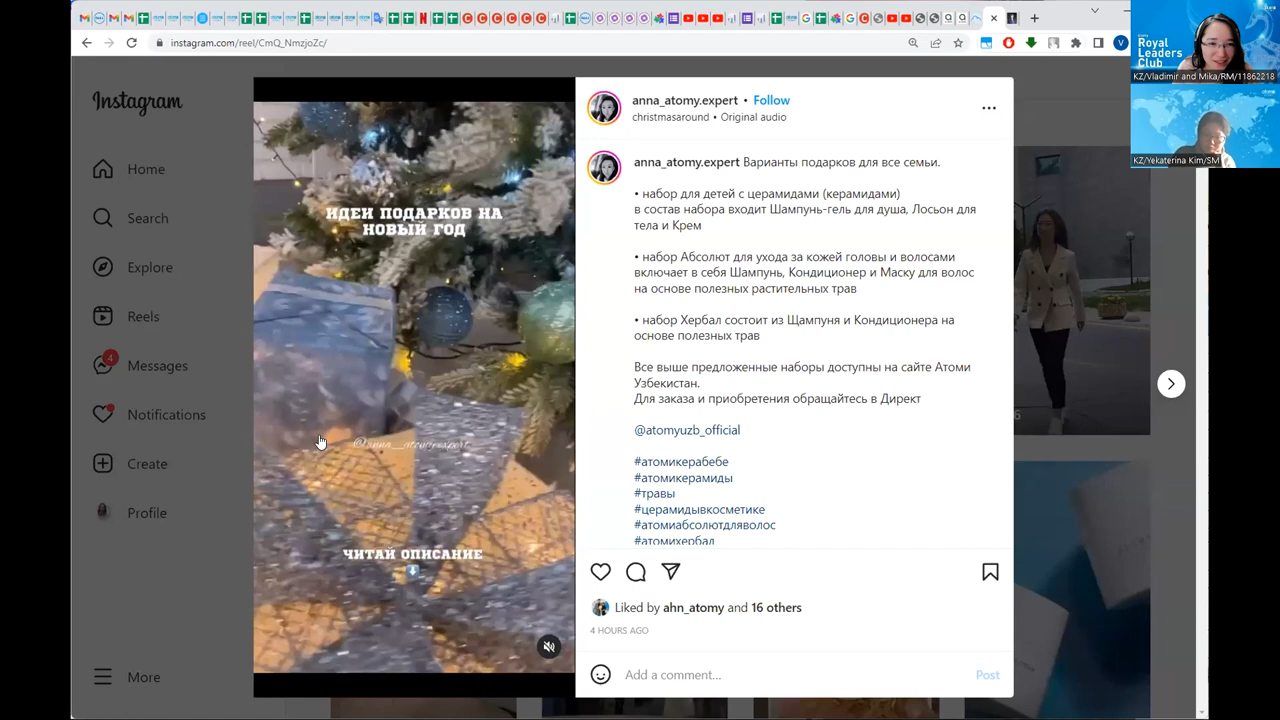 instagram.com/reel/CmQ_NmzjoZc/
Instagram
Home
Search
Explore
Reels
4
Messages
Notifications
Create
Profile
More
ИДЕИ ПОДАРКОВ НА
НОВЫЙ ГОД
@anna__atomy.expert
ЧИТАЙ ОПИСАНИЕ
anna_atomy.expert • Follow
christmasaround • Original audio
anna_atomy.expert Варианты подарков для все семьи.
• набор для детей с церамидами (керамидами)
в состав набора входит Шампунь-гель для душа, Лосьон для
тела и Крем
• набор Абсолют для ухода за кожей головы и волосами
включает в себя Шампунь, Кондиционер и Маску для волос
на основе полезных растительных трав
• набор Хербал состоит из Щампуня и Кондиционера на
основе полезных трав
Все выше предложенные наборы доступны на сайте Атоми
Узбекистан.
Для заказа и приобретения обращайтесь в Директ
@atomyuzb_official
#атомикерабебе
#атомикерамиды
#травы
#церамидывкосметике
#атомиабсолютдляволос
#атомихербал
Liked by ahn_atomy and 16 others
4 HOURS AGO
Add a comment...
Post
V
Royal
Leaders
Club
KZ/Vladimir and Mika/RM/11862218
KZ/Yekaterina Kim/SM